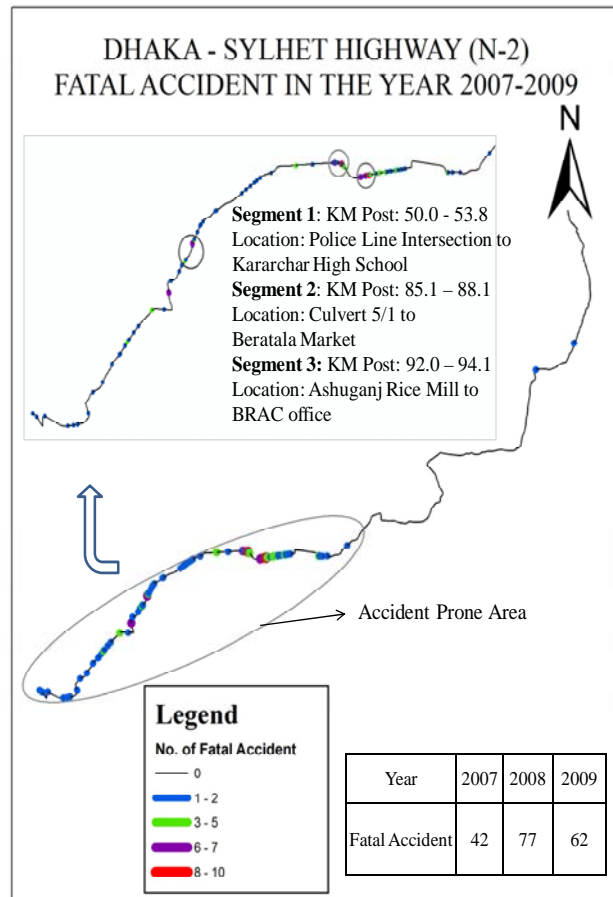 DHAKA - SYLHET HIGHWAY (N-2)
FATAL ACCIDENT IN THE YEAR 2007-2009
N
Segment 1: KM Post: 50.0 - 53.8
Location: Police Line Intersection to
Kararchar High School
Segment 2: KM Post: 85.1 – 88.1
Location: Culvert 5/1 to
Beratala Market
Segment 3: KM Post: 92.0 – 94.1
Location: Ashuganj Rice Mill to
BRAC office
Accident Prone Area
Legend
No. of Fatal Accident
0
1 - 2
3 - 5
6 - 7
8 - 10
Year 2007 2008 2009
Fatal Accident 42 77 62